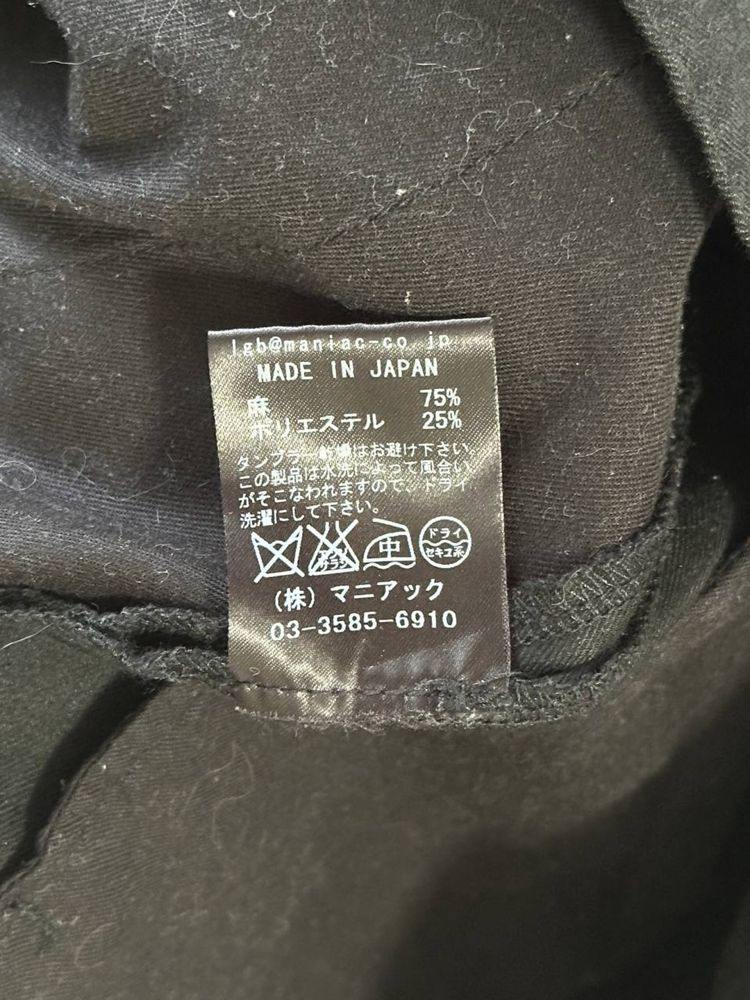 lgb@maniac-co.jp
MADE IN JAPAN
麻 75%
ポリエステル 25%
タンブラー乾燥はお避け下さい。
この製品は水洗によって風合い
がそこなわれますので、ドライ
洗濯にして下さい。
中 ドライ
セキユ系
(株) マニアック
03-3585-6910